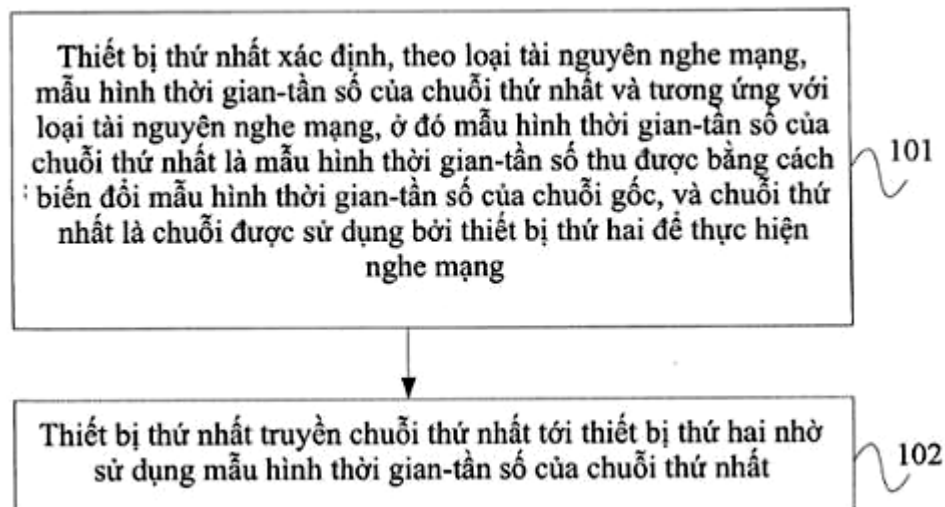 Thiết bị thứ nhất xác định, theo loại tài nguyên nghe mạng,
mẫu hình thời gian-tần số của chuỗi thứ nhất và tương ứng với
loại tài nguyên nghe mạng, ở đó mẫu hình thời gian-tần số của
chuỗi thứ nhất là mẫu hình thời gian-tần số thu được bằng cách
biến đổi mẫu hình thời gian-tần số của chuỗi gốc, và chuỗi thứ
nhất là chuỗi được sử dụng bởi thiết bị thứ hai để thực hiện
nghe mạng
101
Thiết bị thứ nhất truyền chuỗi thứ nhất tới thiết bị thứ hai nhờ
sử dụng mẫu hình thời gian-tần số của chuỗi thứ nhất
102